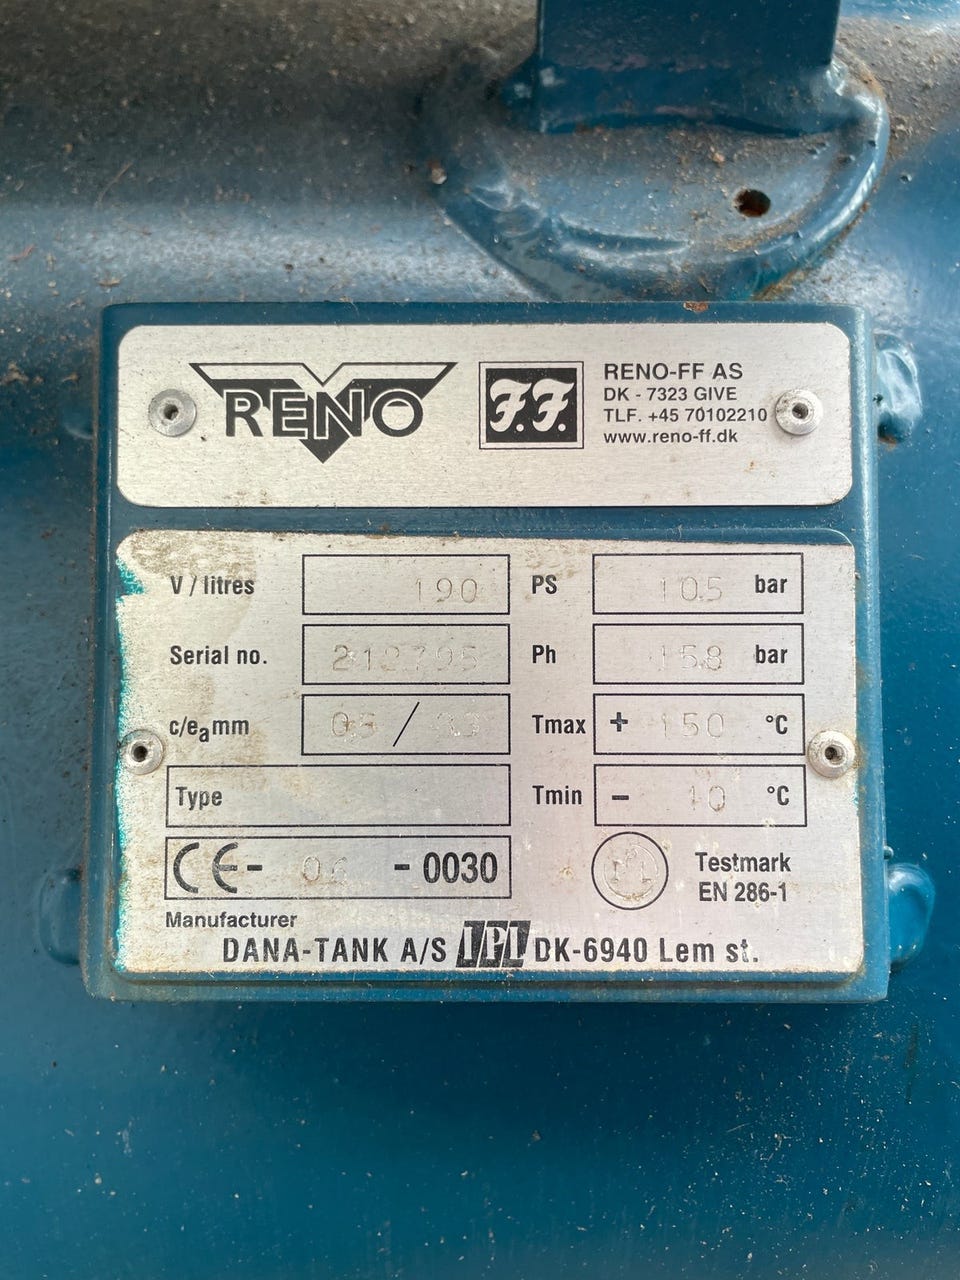 RENO
F.F.
RENO-FF AS
DK - 7323 GIVE
TLF. +45 70102210
www.reno-ff.dk
V / litres 190 PS 10.5 bar
Serial no. Ph 15.8 bar
c/eₐmm / Tmax + 150 °C
Type Tmin - 10 °C
CE- 06 - 0030 Testmark
EN 286-1
Manufacturer
DANA-TANK A/S DK-6940 Lem st.